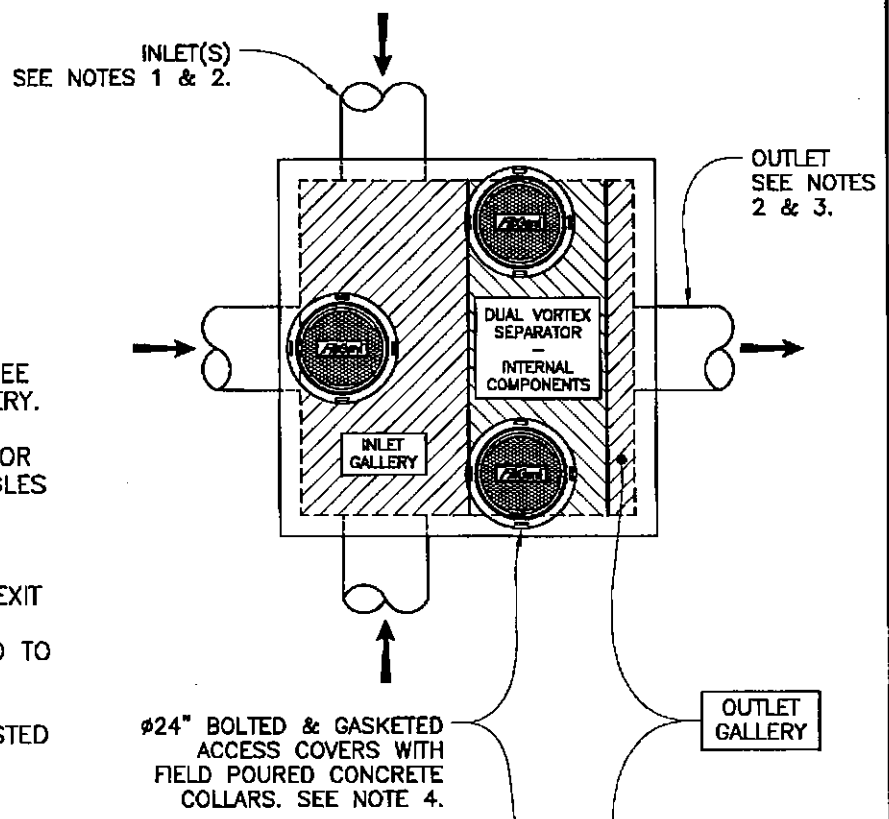 INLET(S)
SEE NOTES 1 & 2.
OUTLET
SEE NOTES
2 & 3.
DUAL VORTEX
SEPARATOR
–
INTERNAL
COMPONENTS
INLET
GALLERY
EE
ERY.
OR
BLES
EXIT
D TO
STED
ø24" BOLTED & GASKETED
ACCESS COVERS WITH
FIELD POURED CONCRETE
COLLARS. SEE NOTE 4.
OUTLET
GALLERY